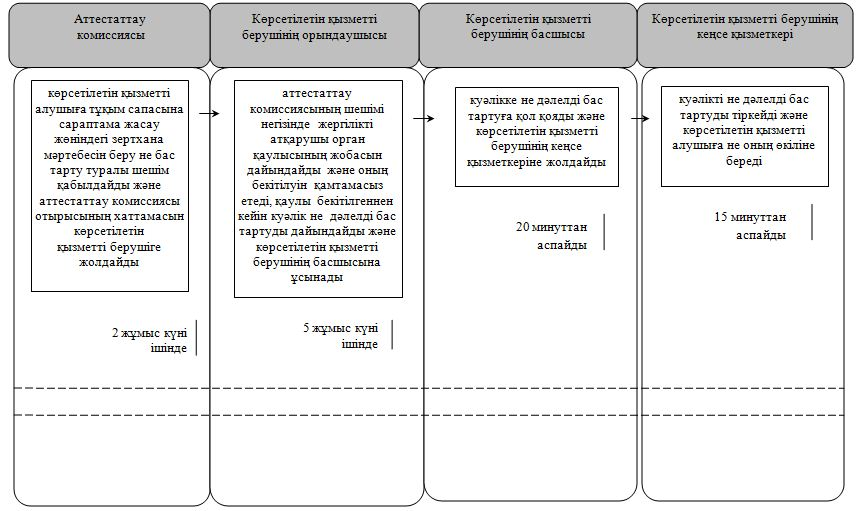 Аттестаттау
комиссиясы
көрсетілетін қызметті
алушыға тұқым сапасына
сараптама жасау
жөніндегі зертхана
мәртебесін беру не бас
тарту туралы шешім
қабылдайды және
аттестаттау комиссиясы
отырысының хаттамасын
көрсетілетін
қызметті берушіге
жолдайды
2 жұмыс күні
ішінде
Көрсетілетін қызметті
берушінің орындаушысы
аттестаттау
комиссиясының шешімі
негізінде жергілікті
атқарушы орган
қаулысының жобасын
дайындайды және оның
бекітілуін қамтамасыз
етеді, қаулы бекітілгеннен
кейін куәлік не дәлелді бас
тартуды дайындайды және
көрсетілетін қызметті
берушінің басшысына
ұсынады
5 жұмыс күні
ішінде
Көрсетілетін қызметті
берушінің басшысы
куәлікке не дәлелді бас
тартуға қол қояды және
көрсетілетін қызметті
берушінің кеңсе
қызметкеріне жолдайды
20 минуттан
аспайды
Көрсетілетін қызметті берушінің
кеңсе қызметкері
куәлікті не дәлелді бас
тартуды тіркейді және
көрсетілетін қызметті
алушыға не оның өкіліне
береді
15 минуттан
аспайды